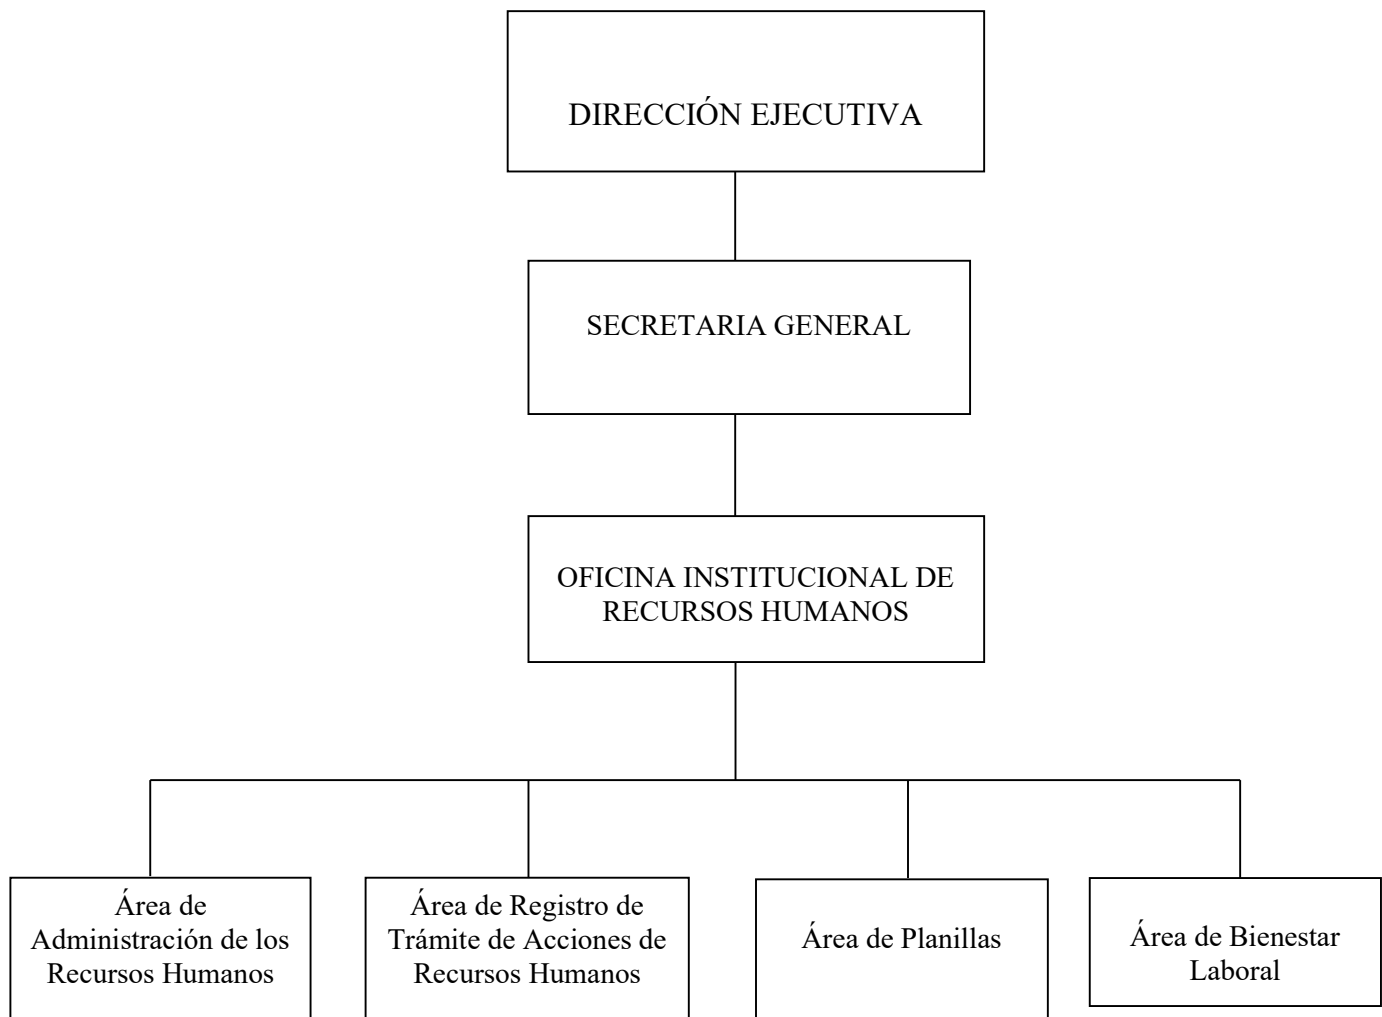 DIRECCIÓN EJECUTIVA
SECRETARIA GENERAL
OFICINA INSTITUCIONAL DE
RECURSOS HUMANOS
Área de
Administración de los
Recursos Humanos
Área de Registro de
Trámite de Acciones de
Recursos Humanos
Área de Planillas
Área de Bienestar
Laboral